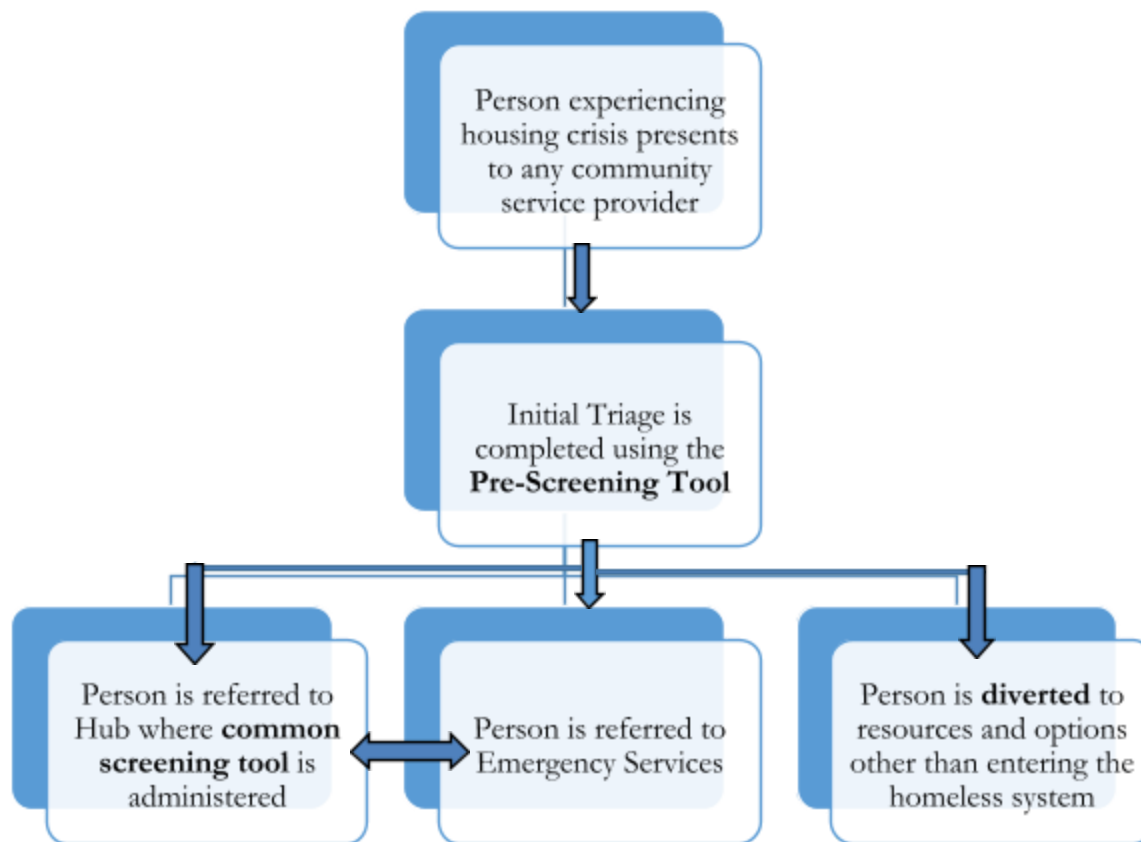 Person experiencing
housing crisis presents
to any community
service provider
Initial Triage is
completed using the
Pre-Screening Tool
Person is referred to
Hub where common
screening tool is
administered
Person is referred to
Emergency Services
Person is diverted to
resources and options
other than entering the
homeless system